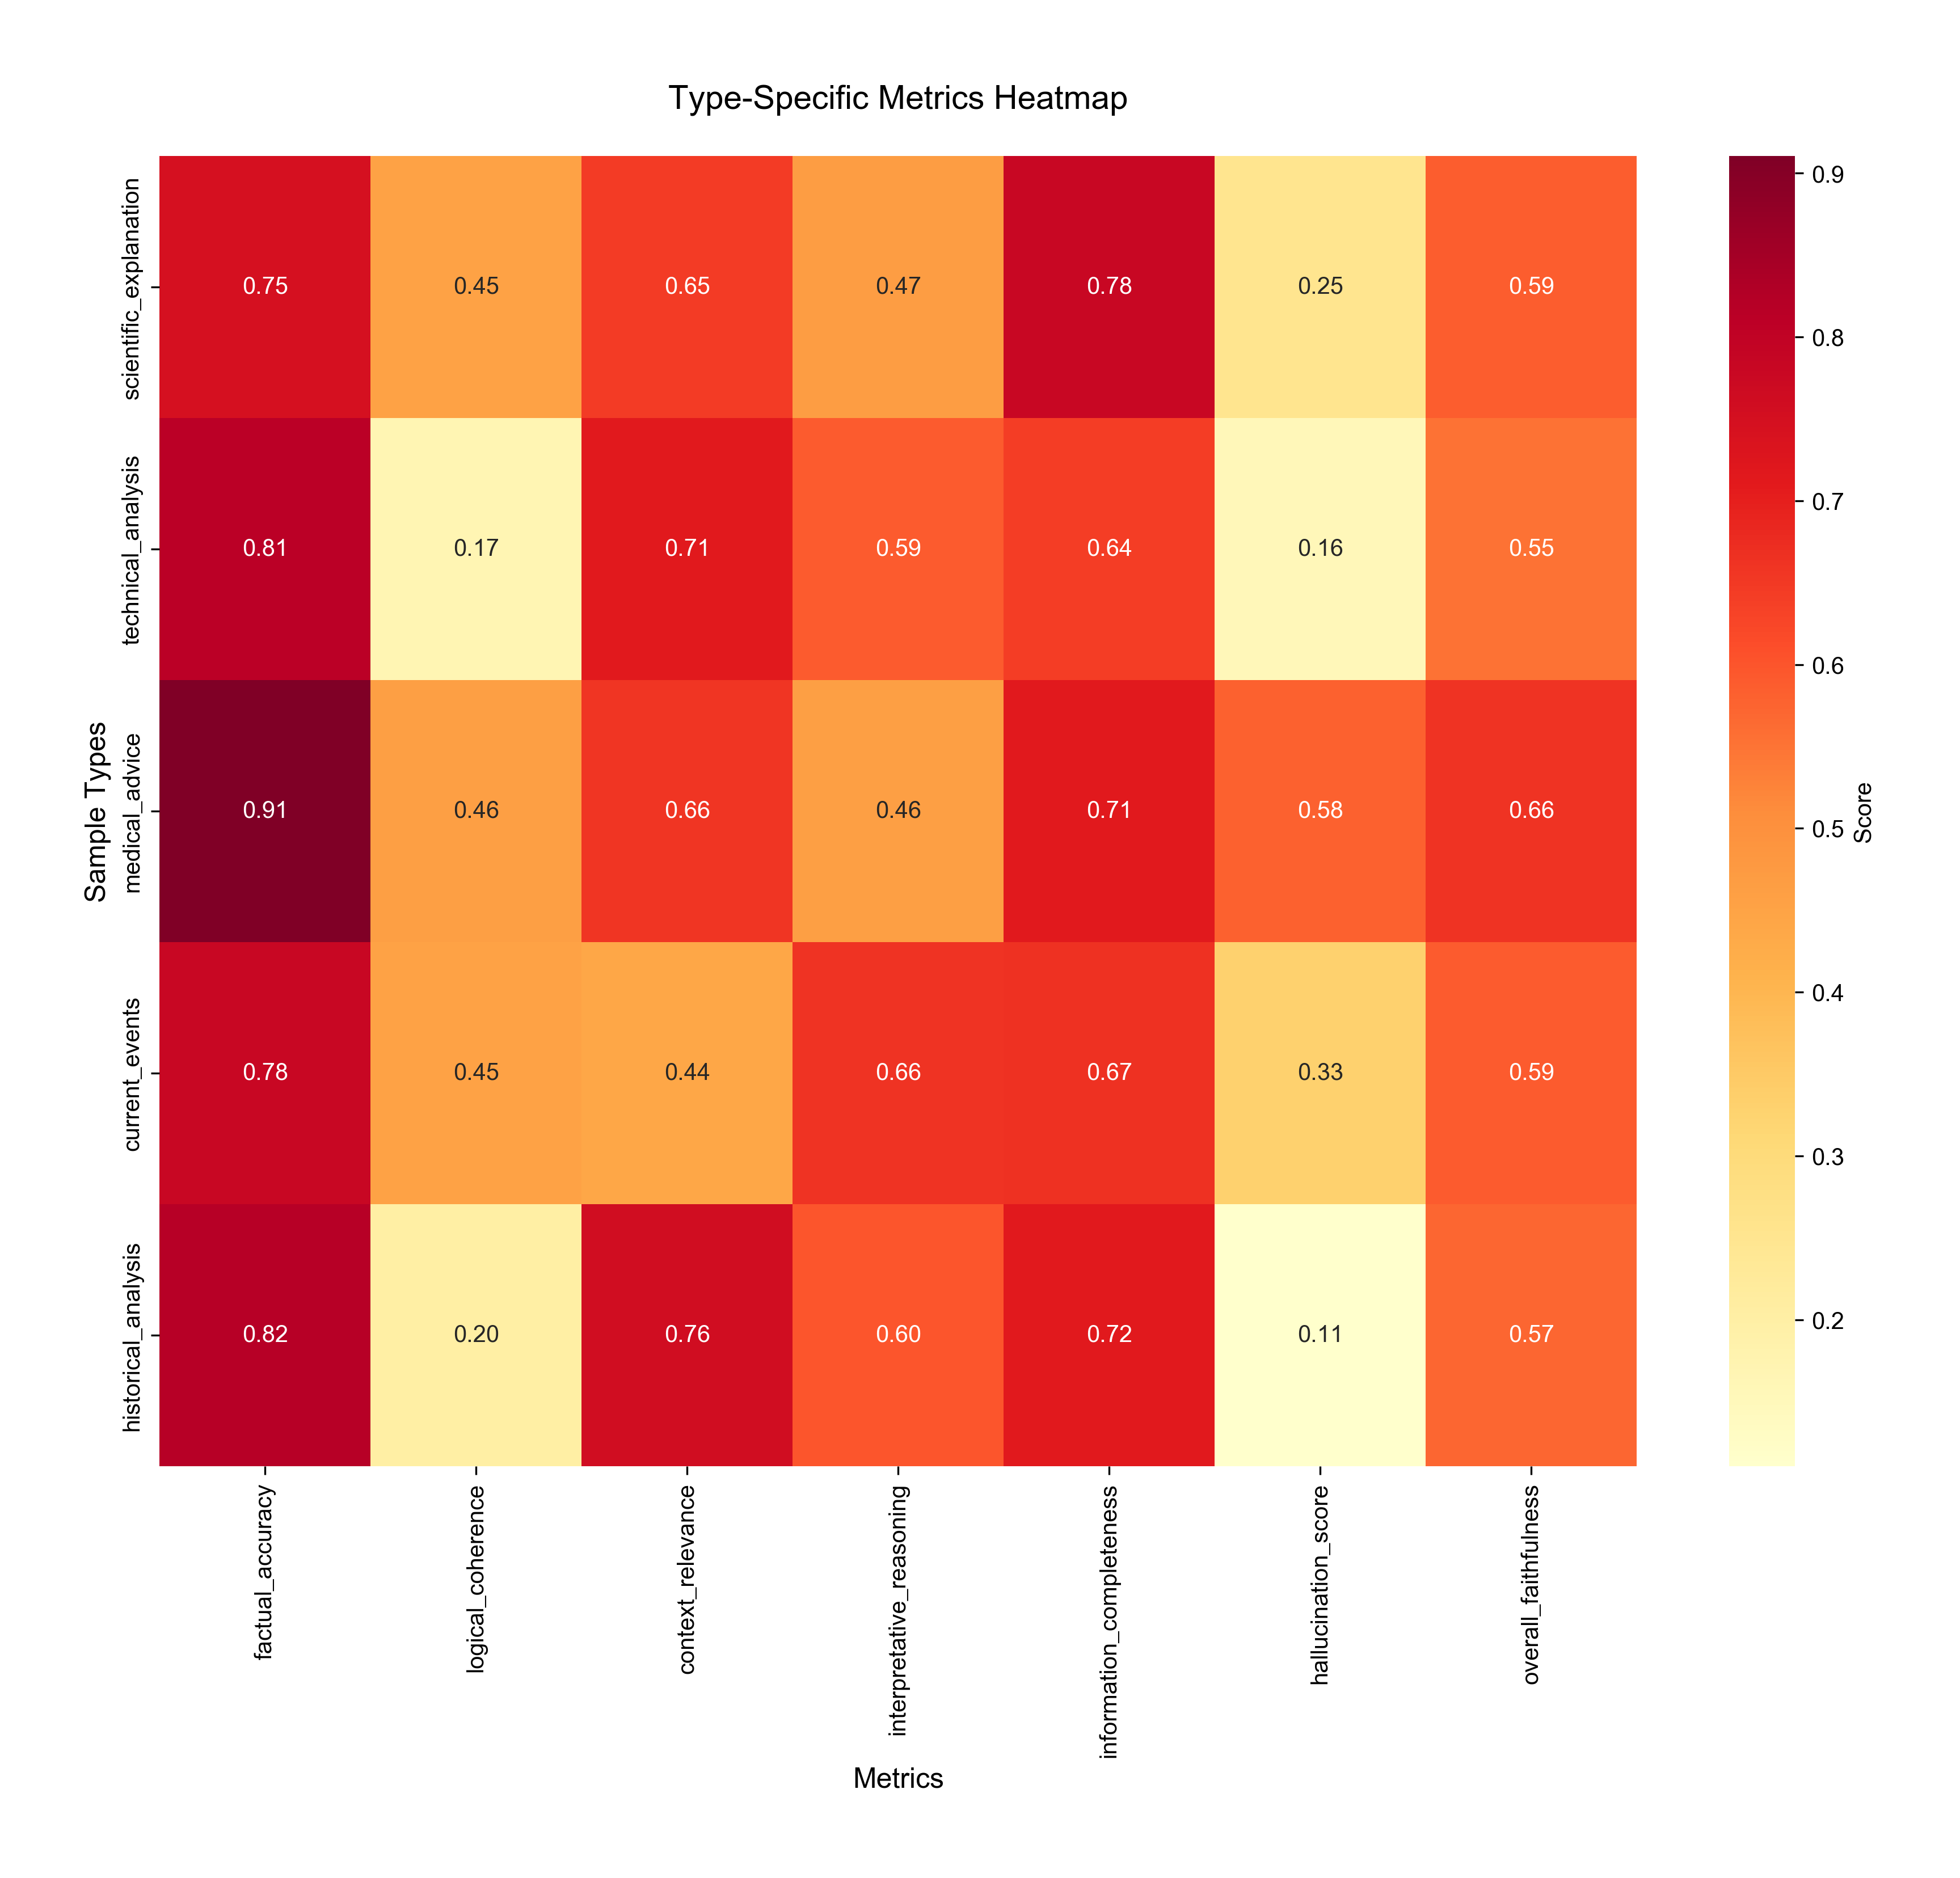 Type-Specific Metrics Heatmap
Sample Types
scientific_explanation
0.75 0.45 0.65 0.47 0.78 0.25 0.59
technical_analysis
0.81 0.17 0.71 0.59 0.64 0.16 0.55
medical_advice
0.91 0.46 0.66 0.46 0.71 0.58 0.66
current_events
0.78 0.45 0.44 0.66 0.67 0.33 0.59
historical_analysis
0.82 0.20 0.76 0.60 0.72 0.11 0.57
factual_accuracy
logical_coherence
context_relevance
interpretative_reasoning
information_completeness
hallucination_score
overall_faithfulness
Metrics
0.9
0.8
0.7
0.6
0.5
0.4
0.3
0.2
Score